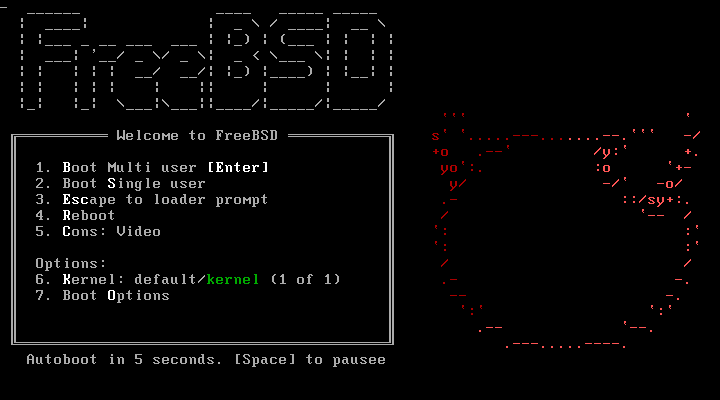 FreeBSD
Welcome to FreeBSD
1. Boot Multi user [Enter]
2. Boot Single user
3. Escape to loader prompt
4. Reboot
5. Cons: Video
Options:
6. Kernel: default/kernel (1 of 1)
7. Boot Options
Autoboot in 5 seconds. [Space] to pausee